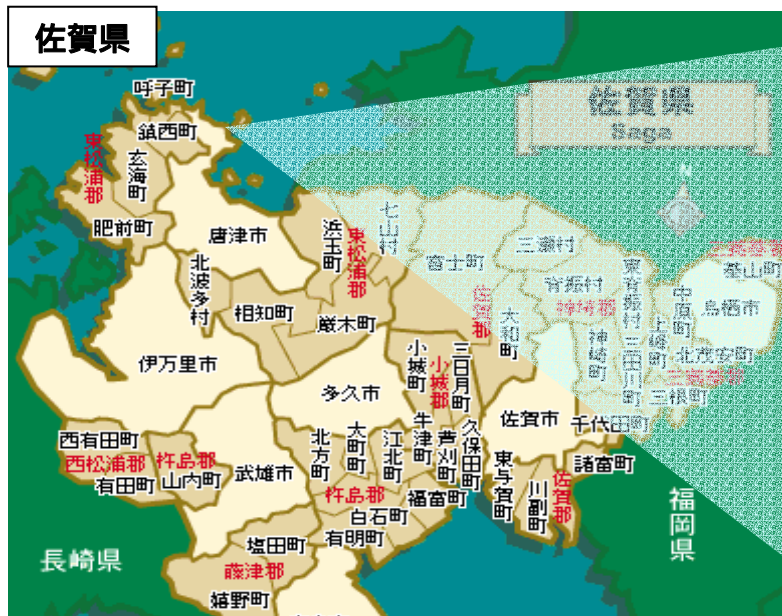 佐賀県
佐賀県
Saga
N
呼子町
鎮西町
東松浦郡
玄海町
肥前町
唐津市
浜玉町
東松浦郡
七山村
富士町
三瀬村
脊振村
神埼郡
東脊振村
中原町
基山町
鳥栖市
北波多村
相知町
厳木町
佐賀郡
大和町
神埼町
三田川町
上峰町
北茂安町
三根町
伊万里市
多久市
小城町
小城郡
三日月町
佐賀市
千代田町
諸富町
西有田町
西松浦郡
有田町
杵島郡
山内町
武雄市
北方町
大町町
江北町
牛津町
芦刈町
久保田町
東与賀町
川副町
佐賀郡
杵島郡
福富町
白石町
有明町
塩田町
藤津郡
嬉野町
長崎県
福岡県